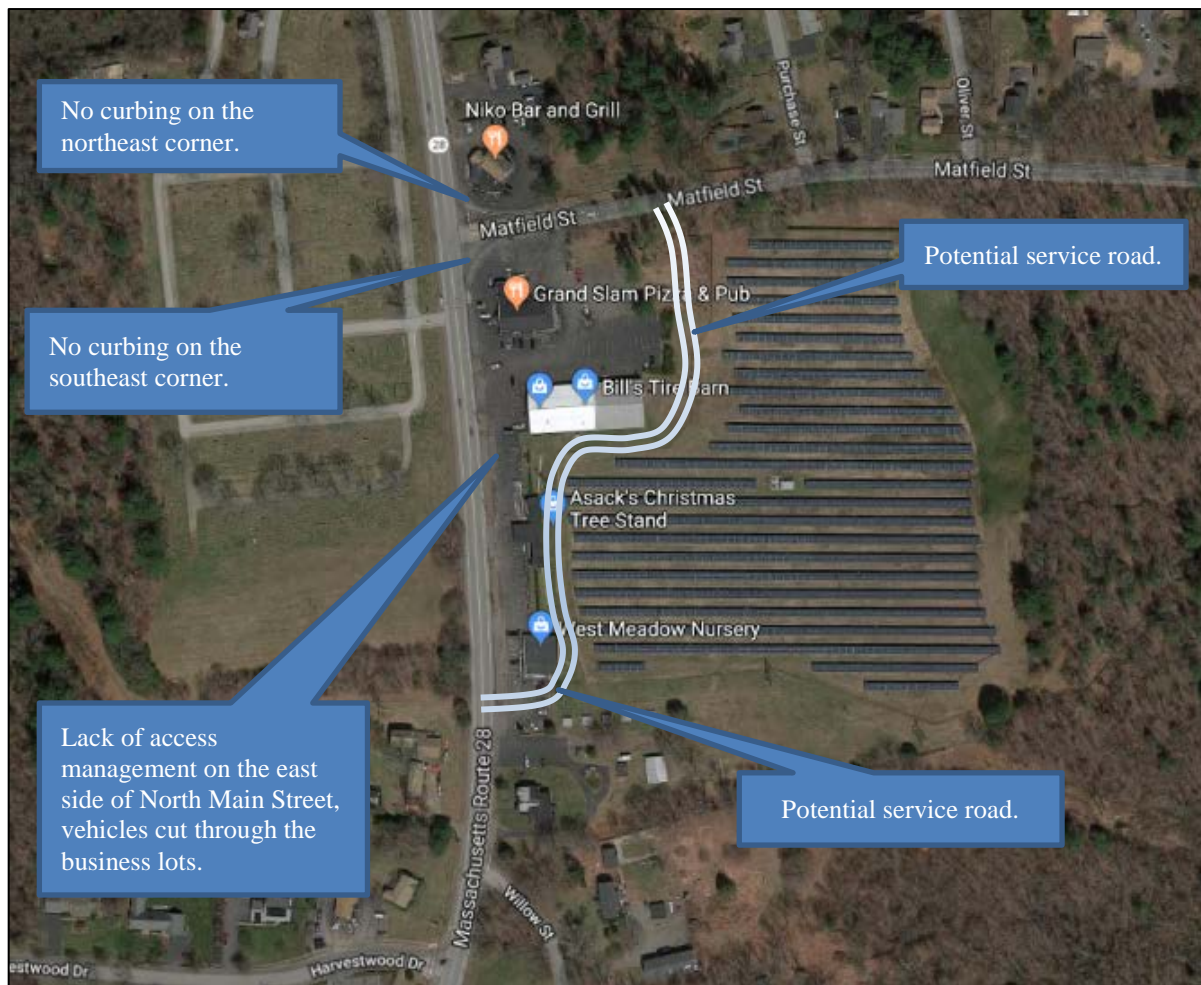 No curbing on the
northeast corner.
Niko Bar and Grill
28
Purchase St
Oliver St
Matfield St
Matfield St
Matfield St
Potential service road.
Grand Slam Pizza & Pub
No curbing on the
southeast corner.
Bill's Tire Barn
Asack's Christmas
Tree Stand
West Meadow Nursery
Lack of access
management on the east
side of North Main Street,
vehicles cut through the
business lots.
Potential service road.
Massachusetts Route 28
Willow St
estwood Dr
Harvestwood Dr